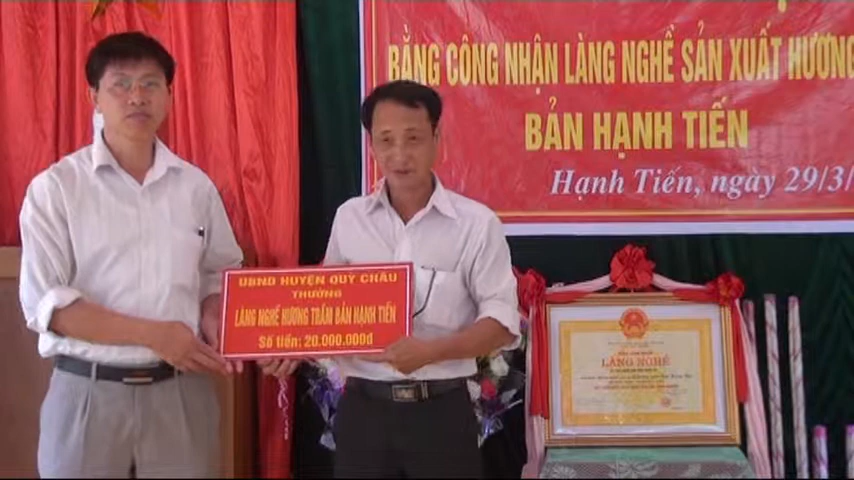 BẰNG CÔNG NHẬN LÀNG NGHỀ SẢN XUẤT HƯƠNG
BẢN HẠNH TIẾN
Hạnh Tiến, ngày 29/3/
UBND HUYỆN QUỲ CHÂU
THƯỞNG
LÀNG NGHỀ HƯƠNG TRẦM BẢN HẠNH TIẾN
Số tiền: 20.000.000đ
LÀNG NGHỀ